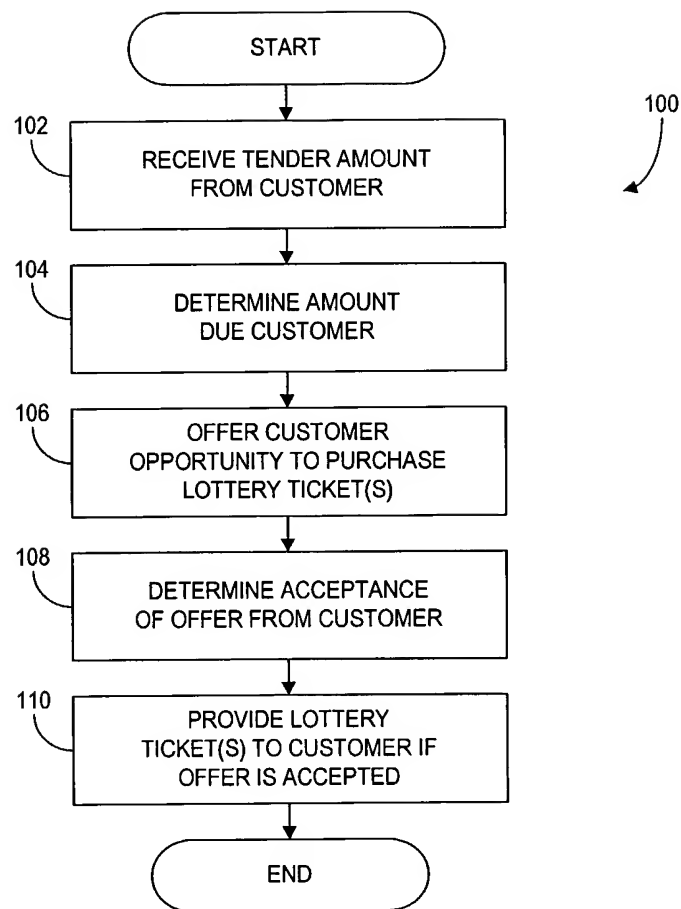 START
100
102
RECEIVE TENDER AMOUNT
FROM CUSTOMER
104
DETERMINE AMOUNT
DUE CUSTOMER
106
OFFER CUSTOMER
OPPORTUNITY TO PURCHASE
LOTTERY TICKET(S)
108
DETERMINE ACCEPTANCE
OF OFFER FROM CUSTOMER
110
PROVIDE LOTTERY
TICKET(S) TO CUSTOMER IF
OFFER IS ACCEPTED
END